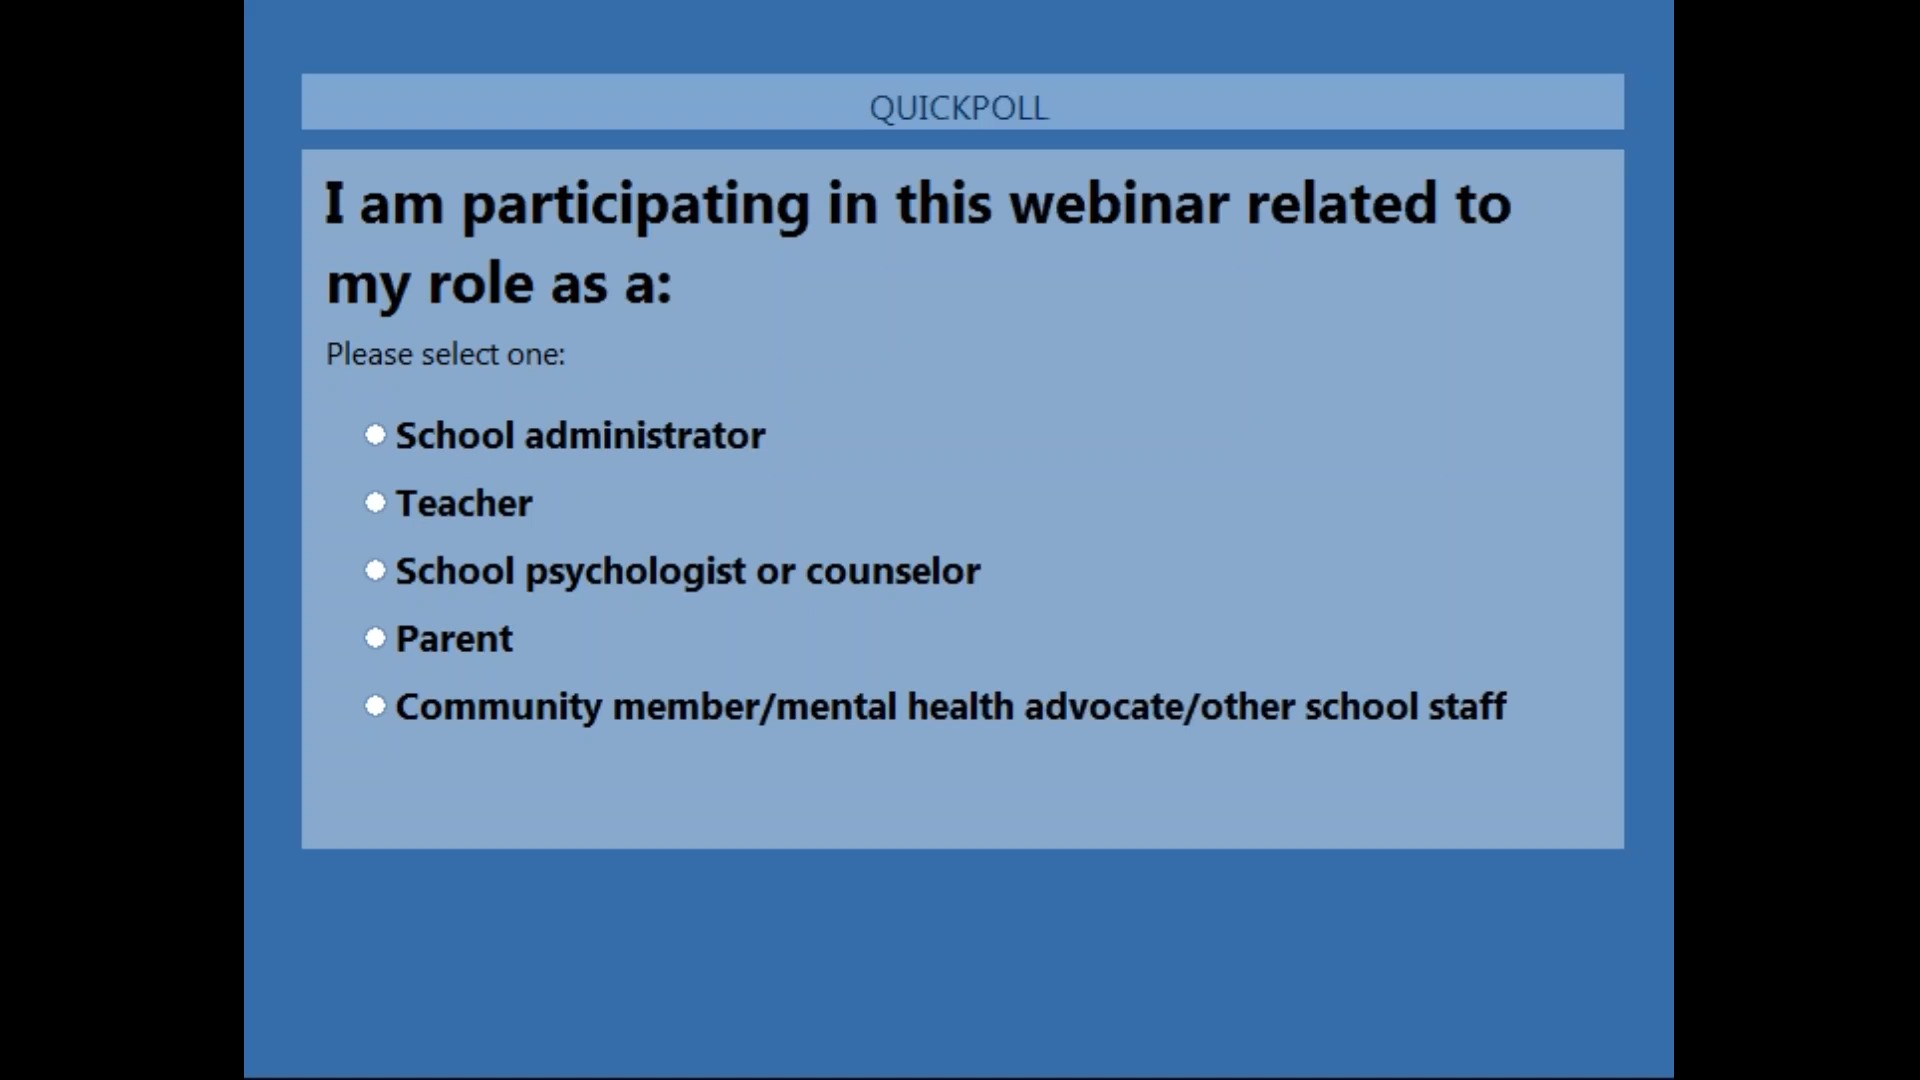 QUICKPOLL
I am participating in this webinar related to
my role as a:
Please select one:
School administrator
Teacher
School psychologist or counselor
Parent
Community member/mental health advocate/other school staff